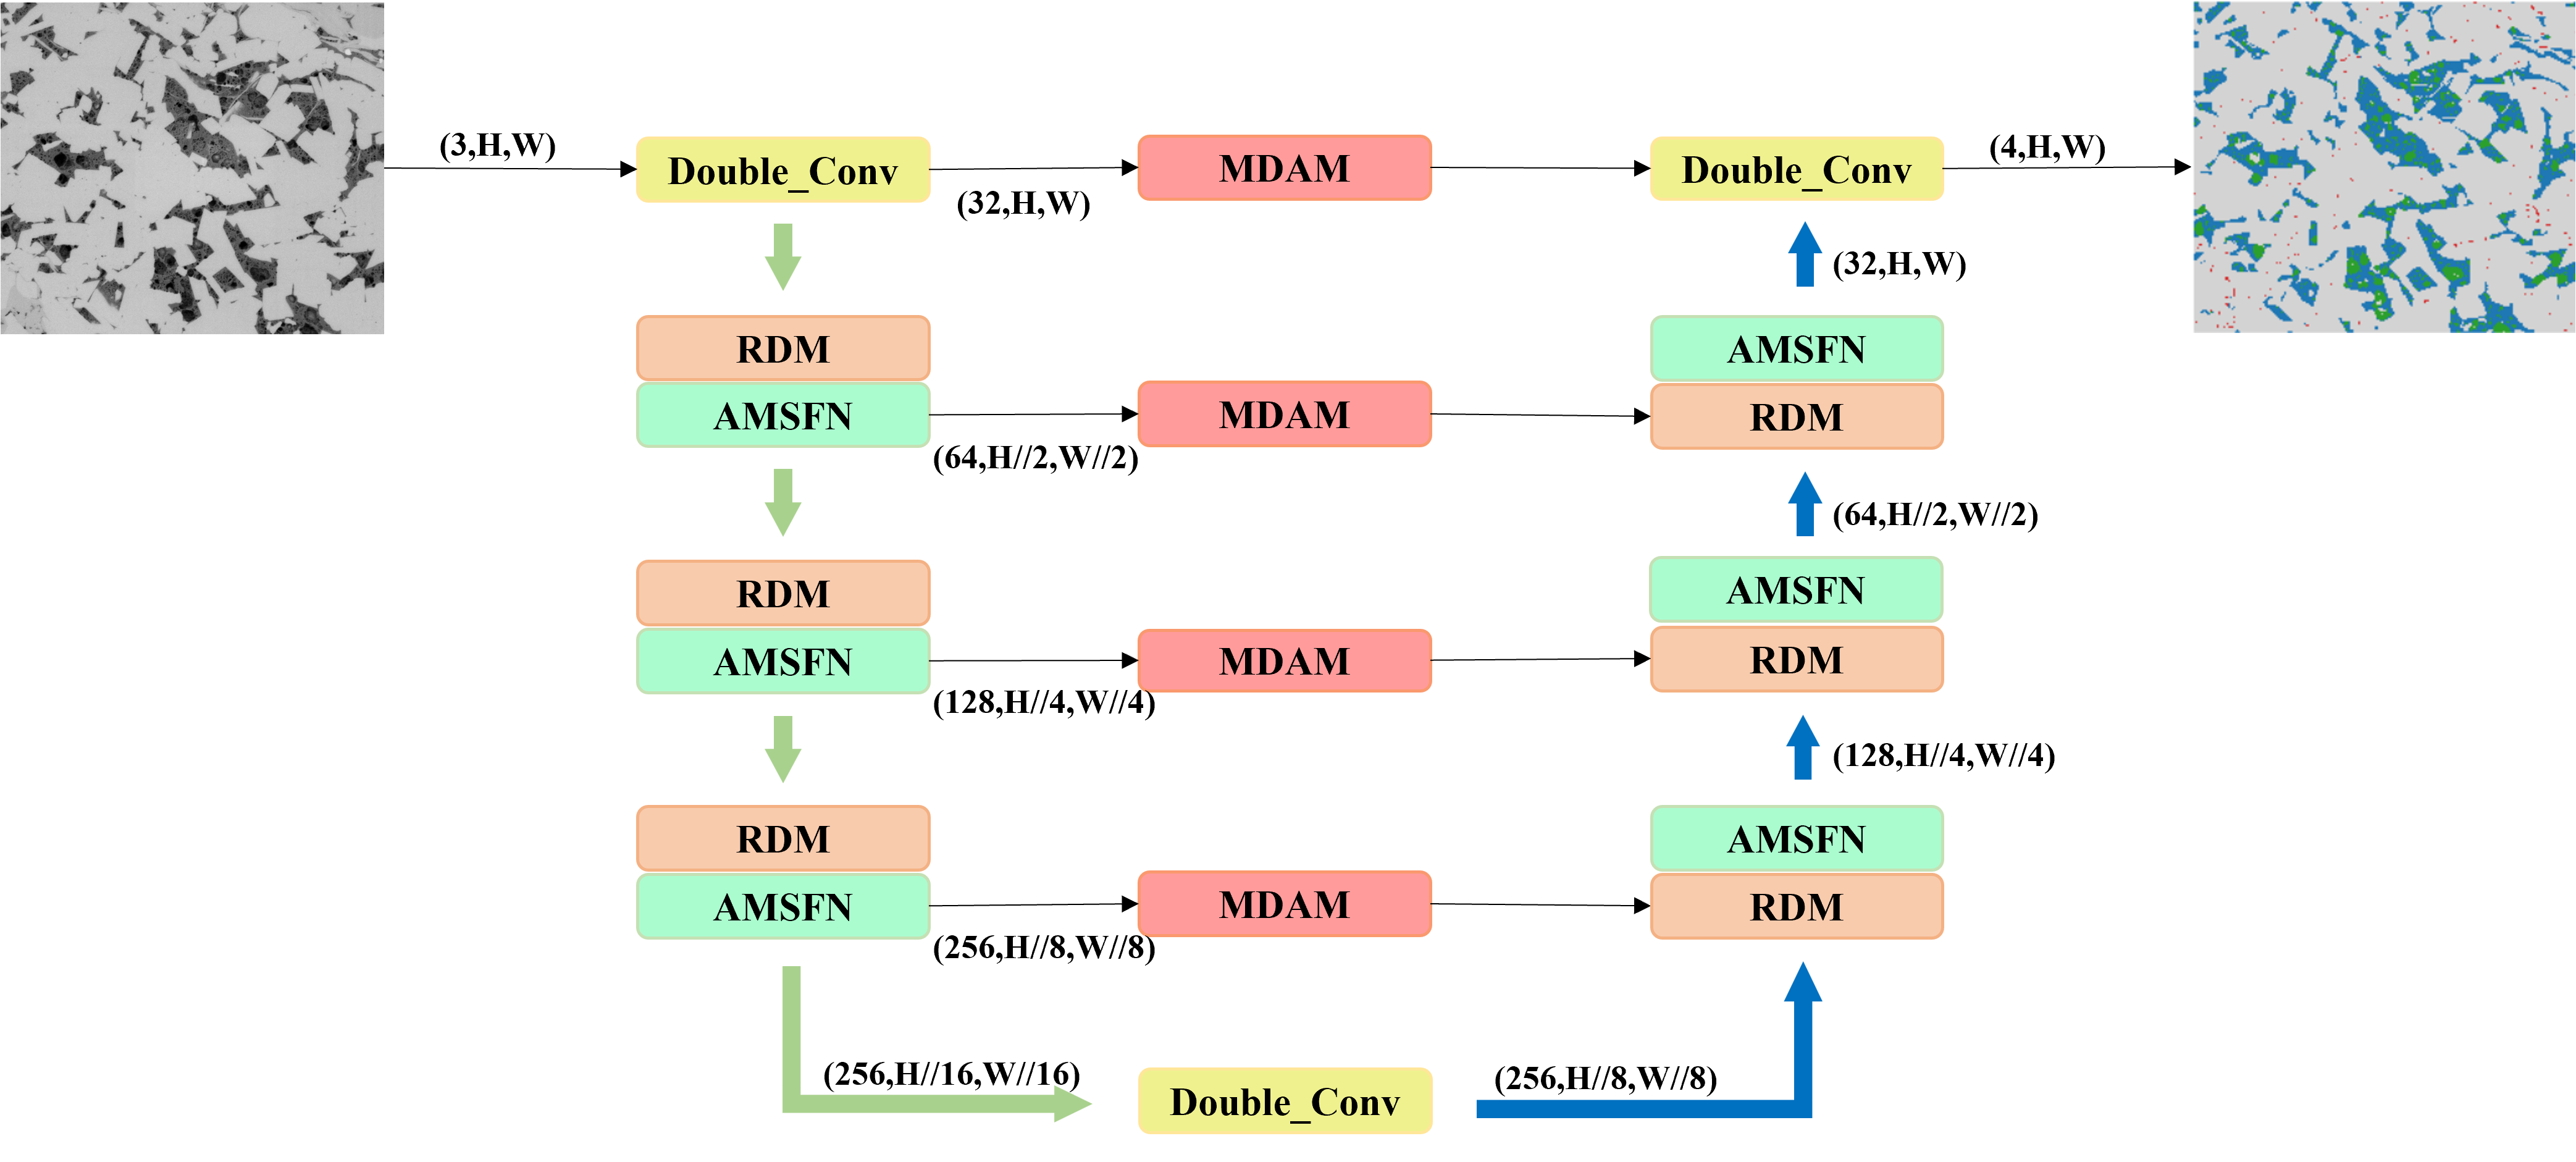 (3,H,W)
Double_Conv
(32,H,W)
MDAM
Double_Conv
(4,H,W)
(32,H,W)
RDM
AMSFN
(64,H//2,W//2)
MDAM
AMSFN
RDM
(64,H//2,W//2)
RDM
AMSFN
(128,H//4,W//4)
MDAM
AMSFN
RDM
(128,H//4,W//4)
RDM
AMSFN
(256,H//8,W//8)
MDAM
AMSFN
RDM
(256,H//16,W//16)
Double_Conv
(256,H//8,W//8)